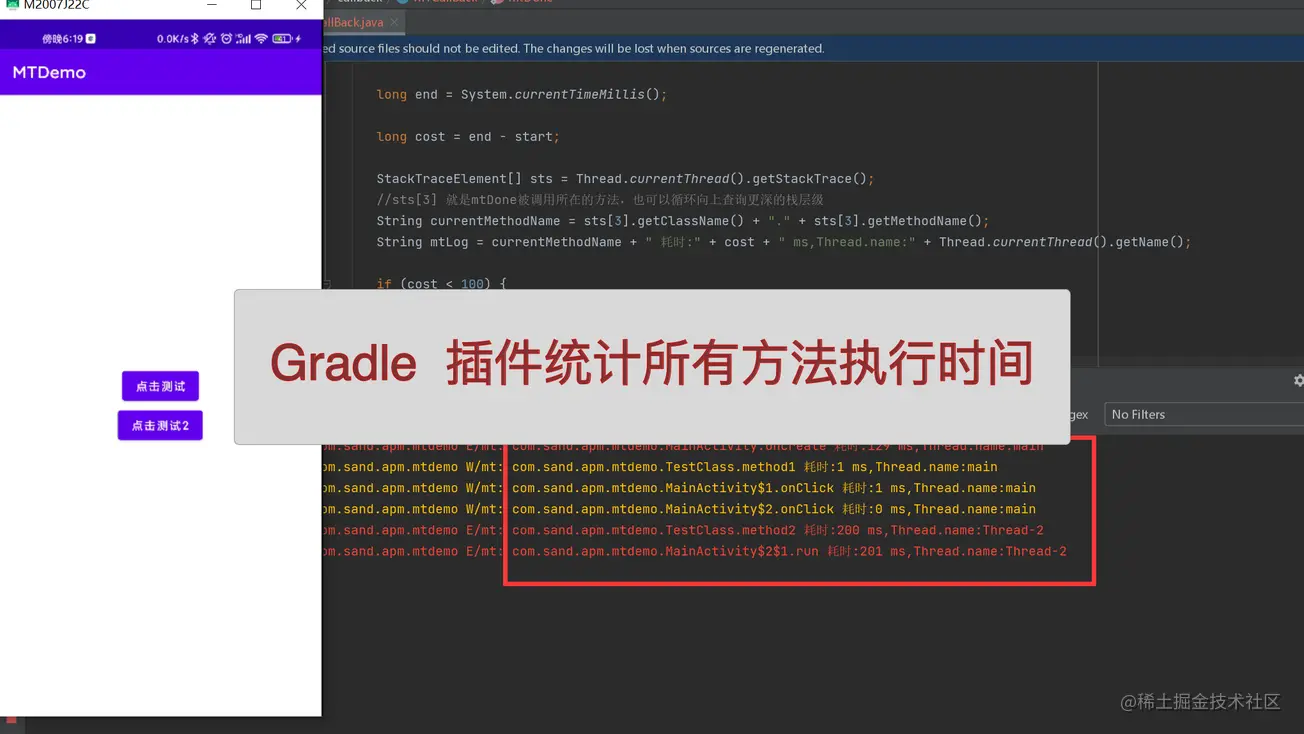 M2007J22C
傍晚6:19
0.0K/s
MTDemo
点击测试
点击测试2
allBack.java
ed source files should not be edited. The changes will be lost when sources are regenerated.
long end = System.currentTimeMillis();
long cost = end - start;
StackTraceElement[] sts = Thread.currentThread().getStackTrace();
//sts[3] 就是mtDone被调用所在的方法，也可以循环向上查询更深的栈层级
String currentMethodName = sts[3].getClassName() + "." + sts[3].getMethodName();
String mtLog = currentMethodName + " 耗时:" + cost + " ms,Thread.name:" + Thread.currentThread().getName();
if (cost < 100) {
Gradle 插件统计所有方法执行时间
gex
No Filters
om.sand.apm.mtdemo E/mt: com.sand.apm.mtdemo.MainActivity.onCreate 耗时:129 ms,Thread.name:main
om.sand.apm.mtdemo W/mt: com.sand.apm.mtdemo.TestClass.method1 耗时:1 ms,Thread.name:main
om.sand.apm.mtdemo W/mt: com.sand.apm.mtdemo.MainActivity$1.onClick 耗时:1 ms,Thread.name:main
om.sand.apm.mtdemo W/mt: com.sand.apm.mtdemo.MainActivity$2.onClick 耗时:0 ms,Thread.name:main
om.sand.apm.mtdemo E/mt: com.sand.apm.mtdemo.TestClass.method2 耗时:200 ms,Thread.name:Thread-2
om.sand.apm.mtdemo E/mt: com.sand.apm.mtdemo.MainActivity$2$1.run 耗时:201 ms,Thread.name:Thread-2
@稀土掘金技术社区